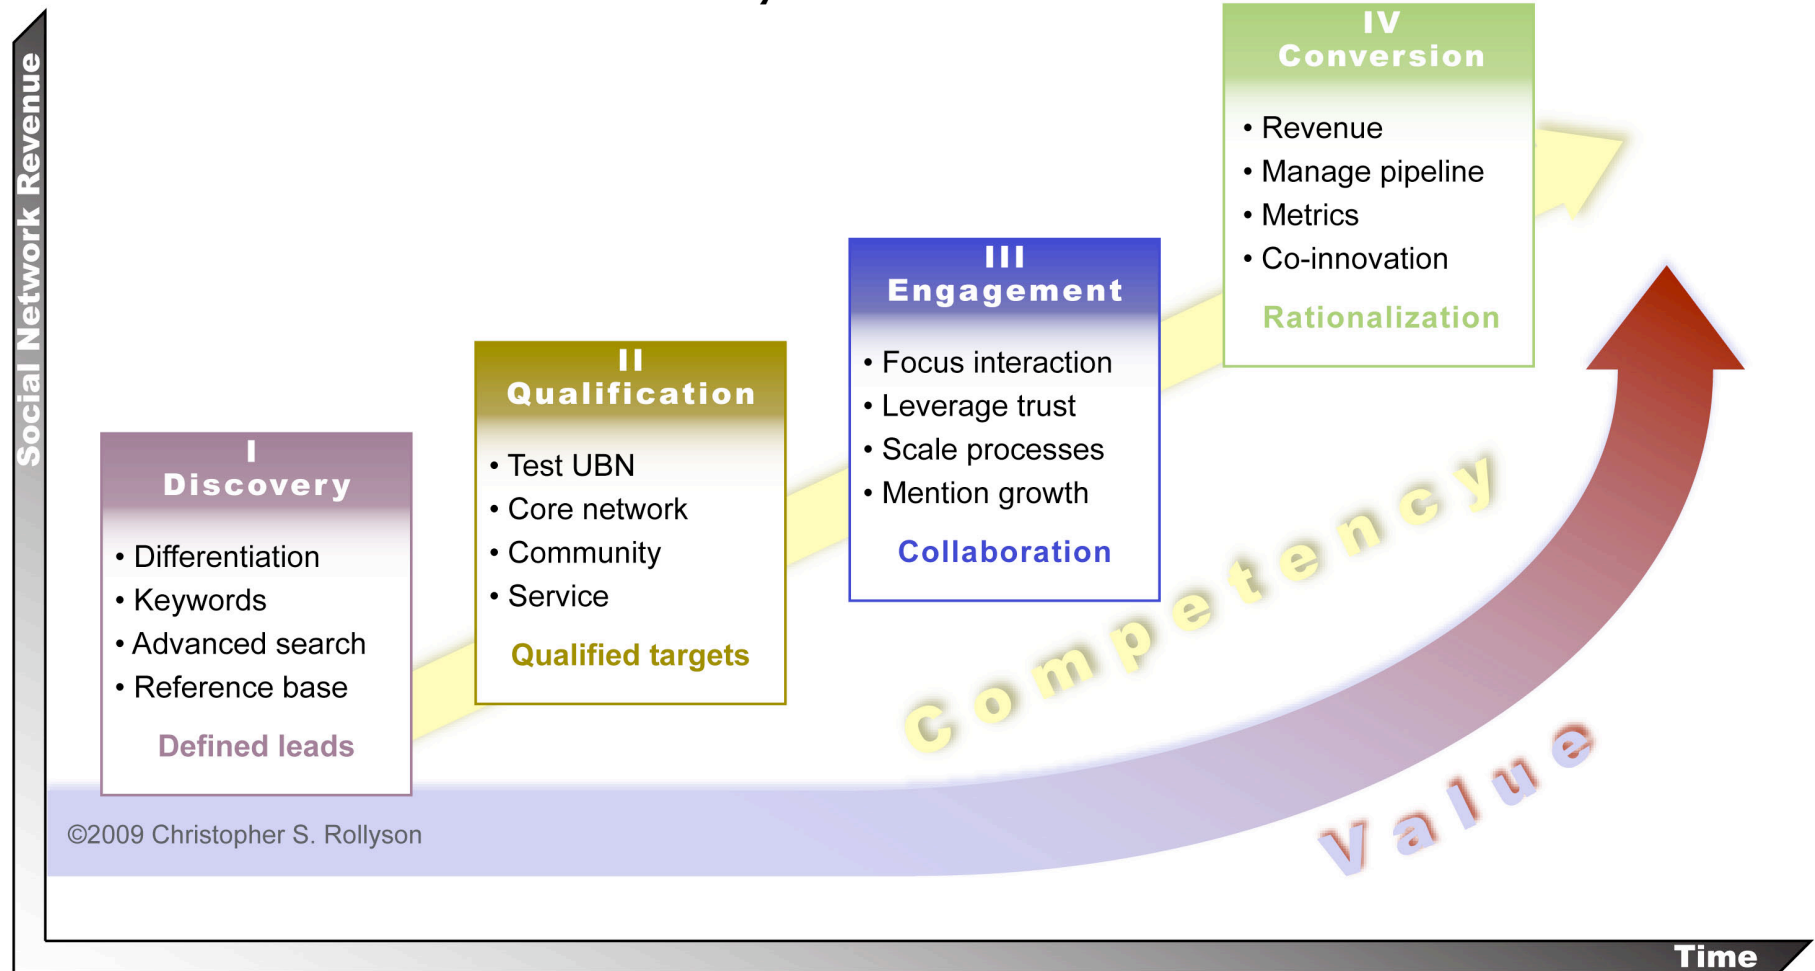 Social Network Revenue
I
Discovery
• Differentiation
• Keywords
• Advanced search
• Reference base
Defined leads
II
Qualification
• Test UBN
• Core network
• Community
• Service
Qualified targets
III
Engagement
• Focus interaction
• Leverage trust
• Scale processes
• Mention growth
Collaboration
IV
Conversion
• Revenue
• Manage pipeline
• Metrics
• Co-innovation
Rationalization
Competency
Value
©2009 Christopher S. Rollyson
Time